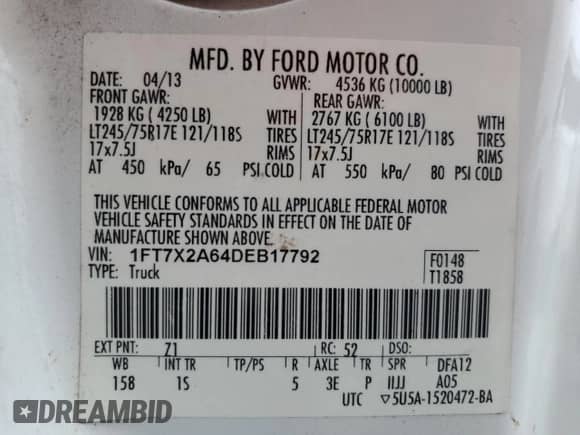 MFD. BY FORD MOTOR CO.
DATE: 04/13 GVWR: 4536 KG (10000 LB)
FRONT GAWR: REAR GAWR:
1928 KG ( 4250 LB) WITH 2767 KG ( 6100 LB) WITH
LT245/75R17E 121/118S TIRES LT245/75R17E 121/118S TIRES
17x7.5J RIMS 17x7.5J RIMS
AT 450 kPa/ 65 PSI COLD AT 550 kPa/ 80 PSI COLD
THIS VEHICLE CONFORMS TO ALL APPLICABLE FEDERAL MOTOR
VEHICLE SAFETY STANDARDS IN EFFECT ON THE DATE OF
MANUFACTURE SHOWN ABOVE.
VIN: 1FT7X2A64DEB17792 F0148
TYPE: Truck T1858
EXT PNT: Z1 RC: 52 DSO:
WB INT TR TP/PS R AXLE TR SPR DFA12
158 1S 5 3E P IIJJ A05
UTC ▽5U5A-1520472-BA
DREAMBID